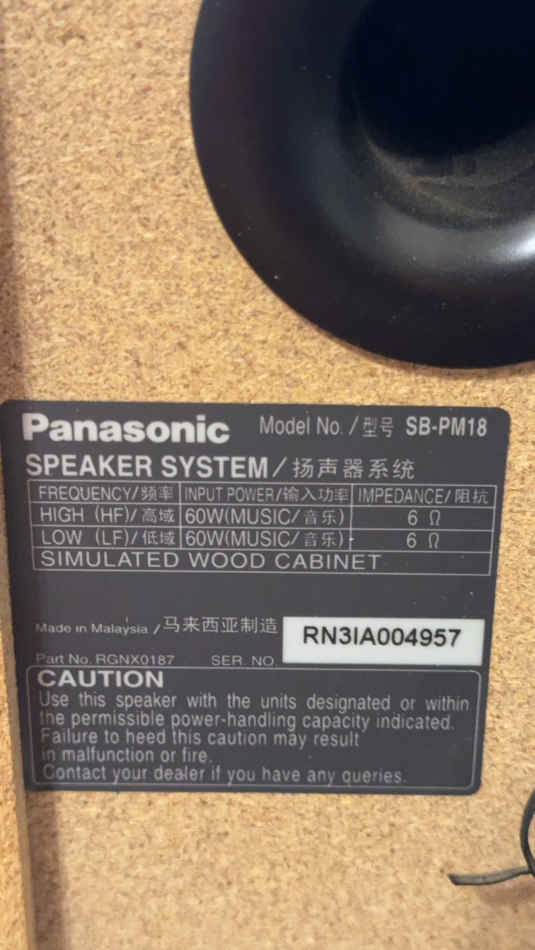 Panasonic Model No. / 型号 SB-PM18
SPEAKER SYSTEM / 扬声器系统
FREQUENCY/频率 INPUT POWER/输入功率 IMPEDANCE/阻抗
HIGH (HF)/高域 60W(MUSIC/音乐) 6 Ω
LOW (LF)/低域 60W(MUSIC/音乐) 6 Ω
SIMULATED WOOD CABINET
Made in Malaysia / 马来西亚制造
RN3IA004957
Part No. RGNX0187 SER. NO.
CAUTION
Use this speaker with the units designated or within
the permissible power-handling capacity indicated.
Failure to heed this caution may result
in malfunction or fire.
Contact your dealer if you have any queries.